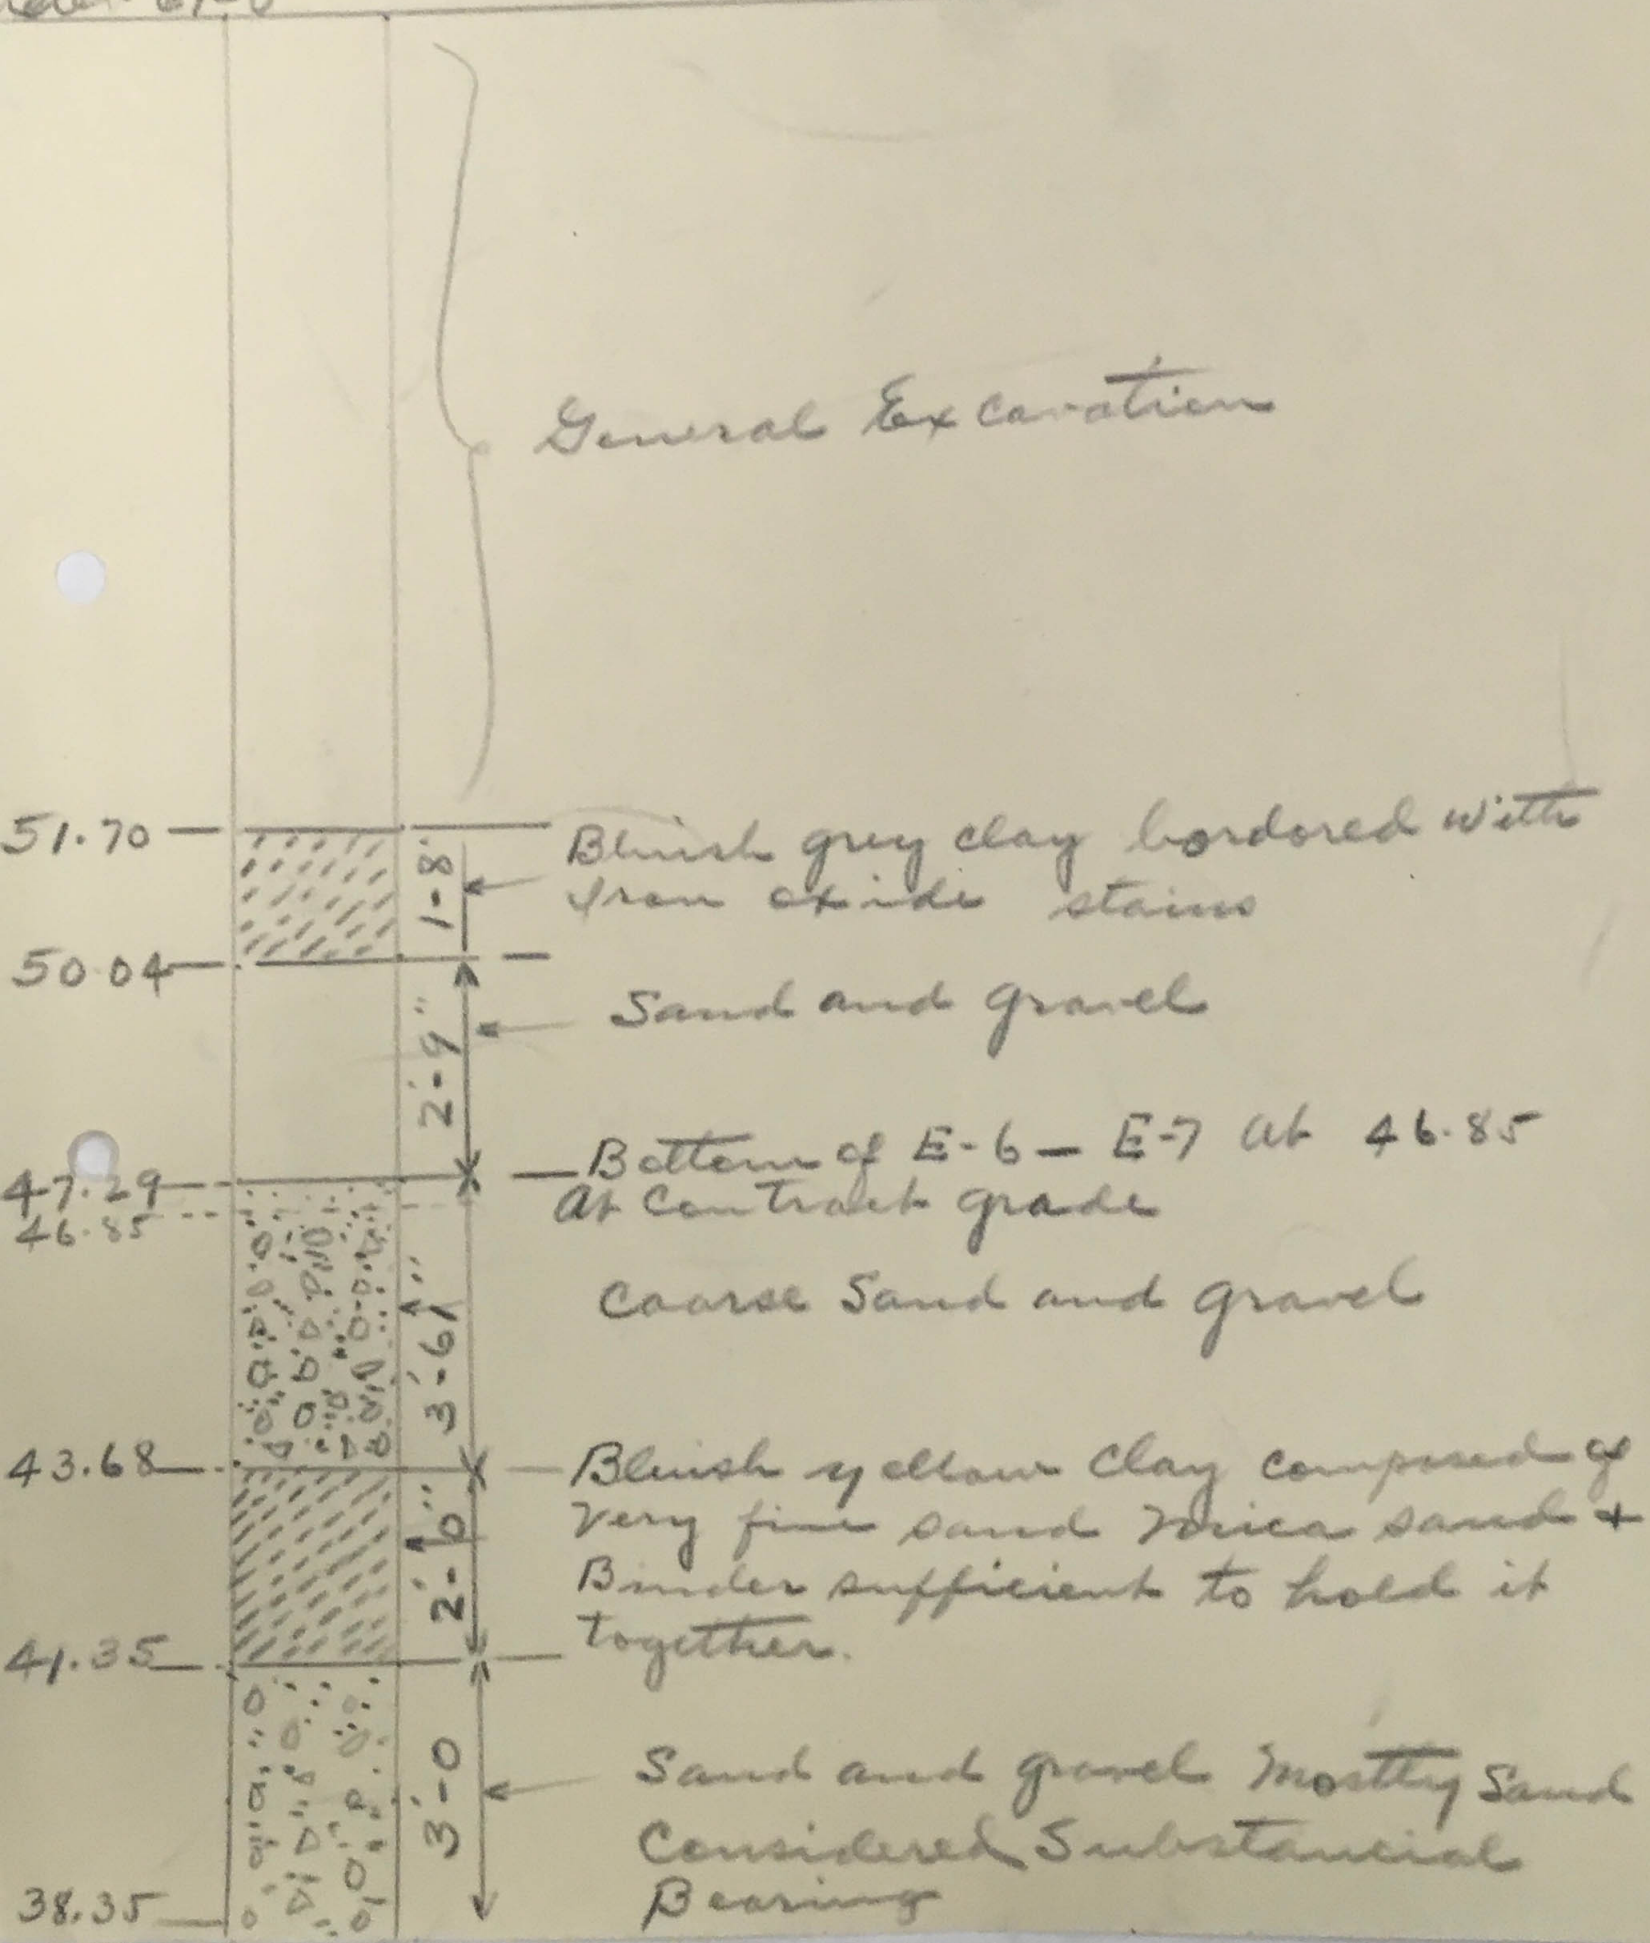 General Excavation
51.70
1-8"
Bluish grey clay bordored with
Iron oxide stains
50.04
2'-9"
Sand and gravel
Bottom of E-6 — E-7 at 46.85
47.29
At Contract grade
46.85
3'-6"
Coarse Sand and gravel
43.68
Bluish yellow Clay composed of
Very fine sand Mica sand +
2'-0"
Binder sufficient to hold it
together.
41.35
3'-0
Sand and gravel Mostly Sand
Considered Substancial
Bearing
38.35